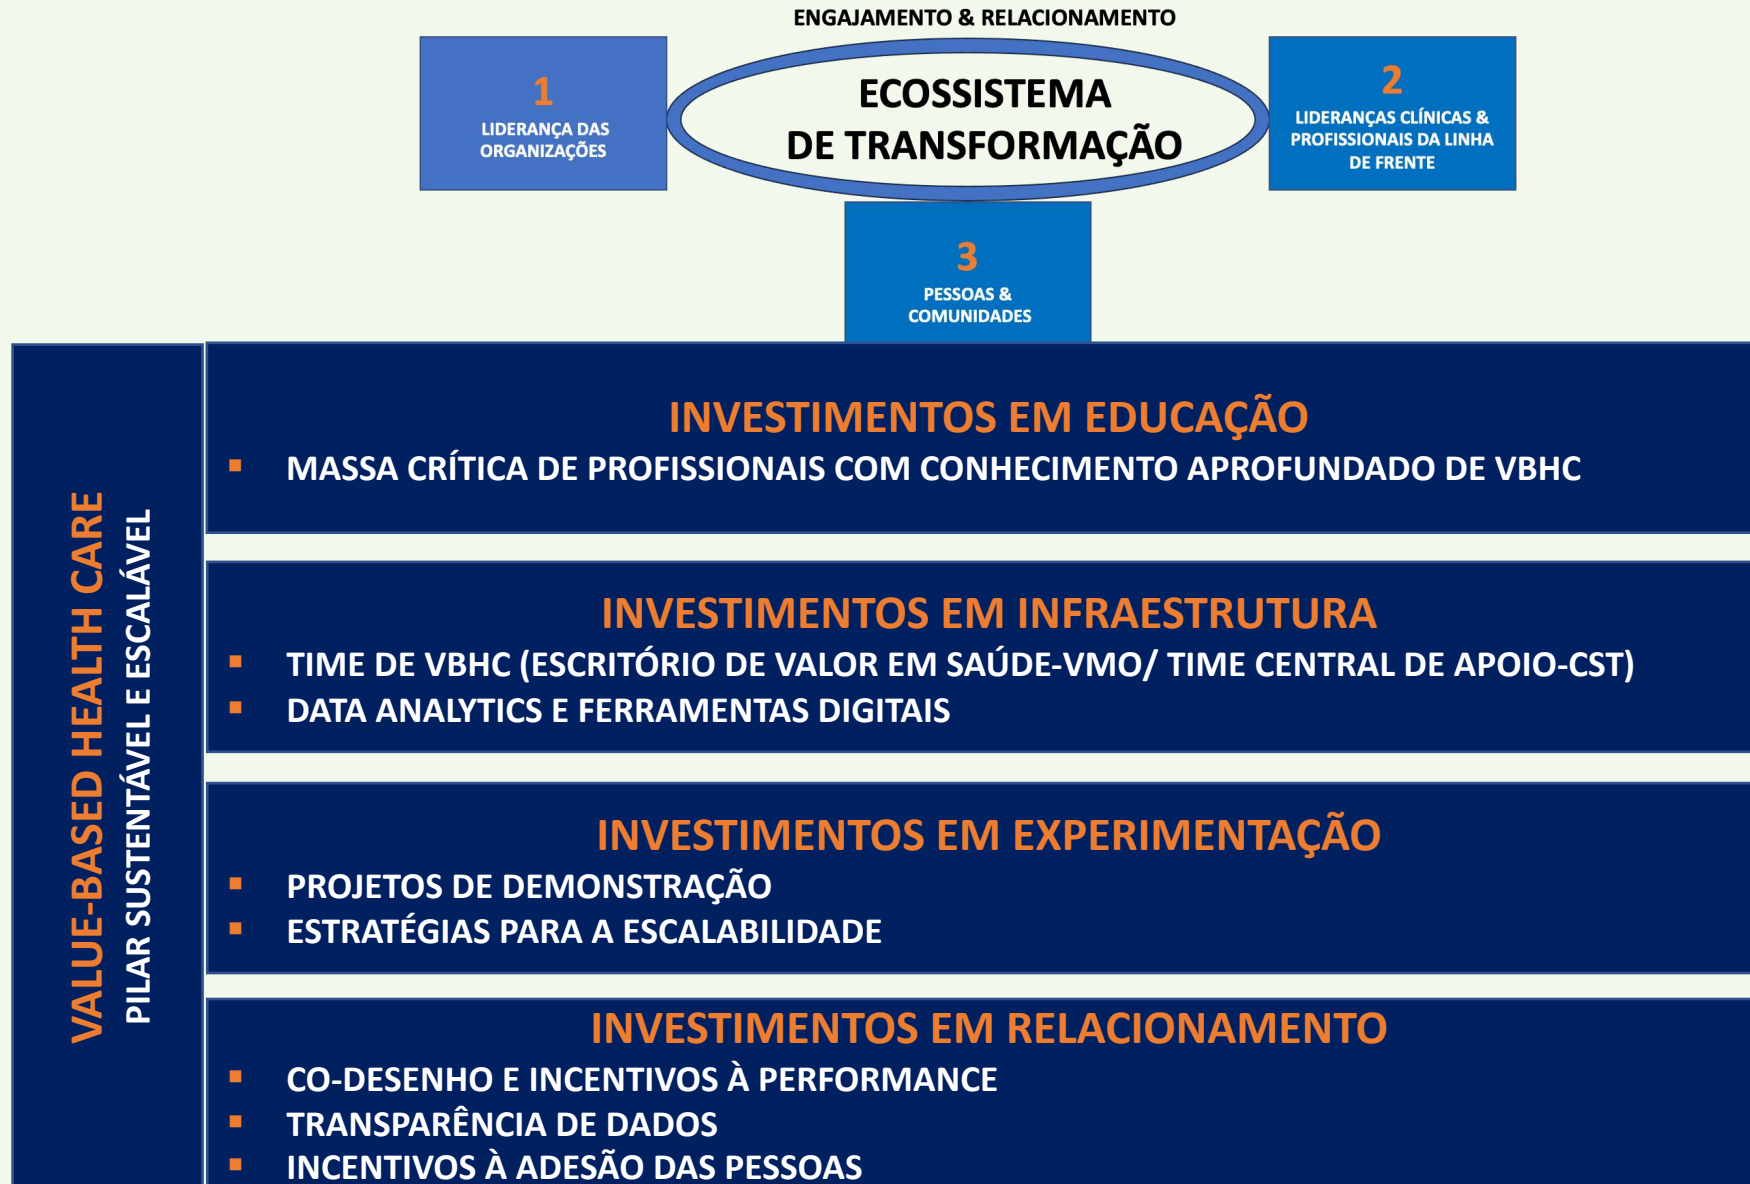 ENGAJAMENTO & RELACIONAMENTO
ECOSSISTEMA
DE TRANSFORMAÇÃO
1
LIDERANÇA DAS
ORGANIZAÇÕES
2
LIDERANÇAS CLÍNICAS &
PROFISSIONAIS DA LINHA
DE FRENTE
3
PESSOAS &
COMUNIDADES
VALUE-BASED HEALTH CARE
PILAR SUSTENTÁVEL E ESCALÁVEL
INVESTIMENTOS EM EDUCAÇÃO
▪ MASSA CRÍTICA DE PROFISSIONAIS COM CONHECIMENTO APROFUNDADO DE VBHC
INVESTIMENTOS EM INFRAESTRUTURA
▪ TIME DE VBHC (ESCRITÓRIO DE VALOR EM SAÚDE-VMO/ TIME CENTRAL DE APOIO-CST)
▪ DATA ANALYTICS E FERRAMENTAS DIGITAIS
INVESTIMENTOS EM EXPERIMENTAÇÃO
▪ PROJETOS DE DEMONSTRAÇÃO
▪ ESTRATÉGIAS PARA A ESCALABILIDADE
INVESTIMENTOS EM RELACIONAMENTO
▪ CO-DESENHO E INCENTIVOS À PERFORMANCE
▪ TRANSPARÊNCIA DE DADOS
▪ INCENTIVOS À ADESÃO DAS PESSOAS